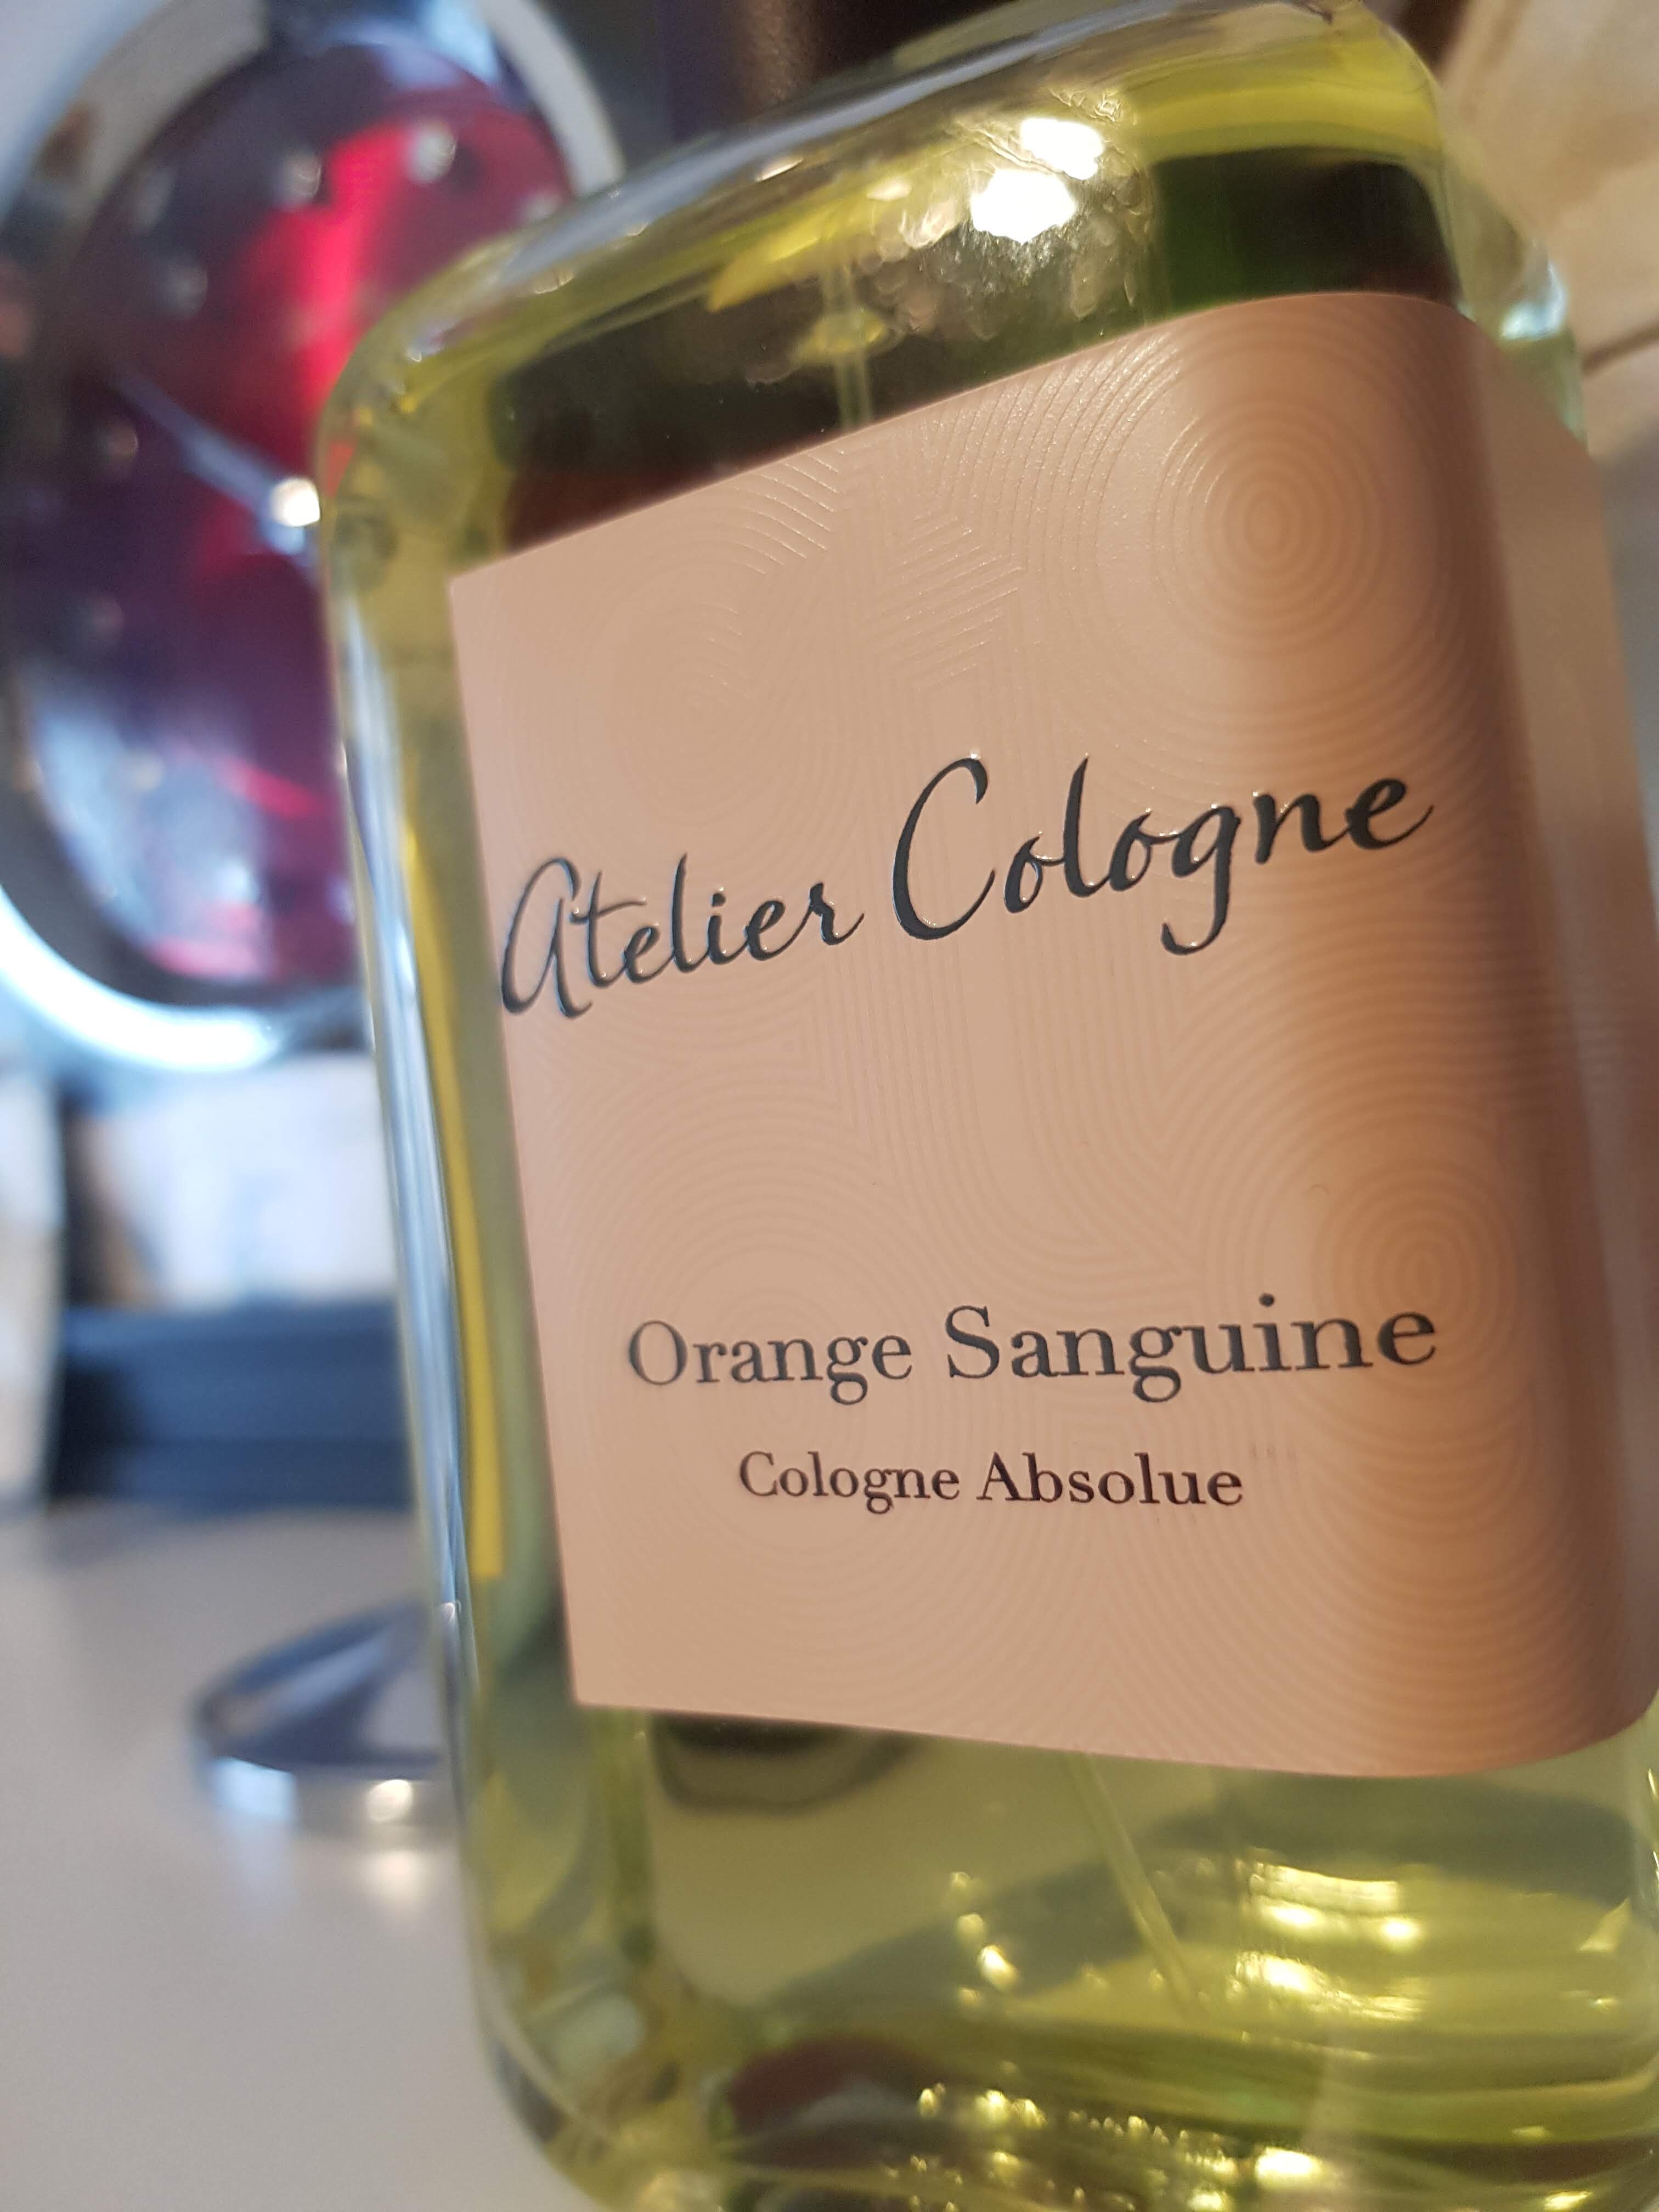 Atelier Cologne
Orange Sanguine
Cologne Absolue